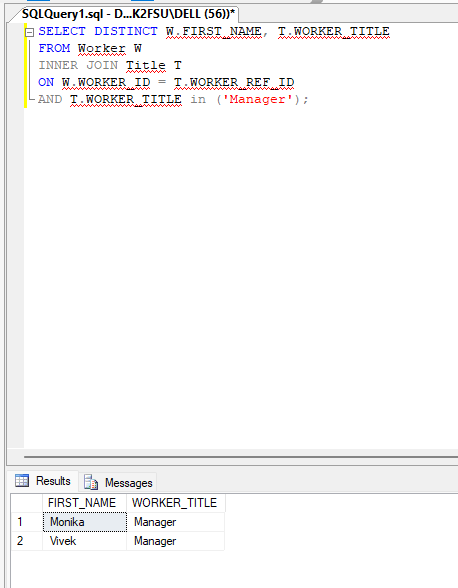 SQLQuery1.sql - D...K2FSU\DELL (56))*
SELECT DISTINCT W.FIRST_NAME, T.WORKER_TITLE
FROM Worker W
INNER JOIN Title T
ON W.WORKER_ID = T.WORKER_REF_ID
AND T.WORKER_TITLE in ('Manager');
Results Messages
FIRST_NAME WORKER_TITLE
1 Monika Manager
2 Vivek Manager